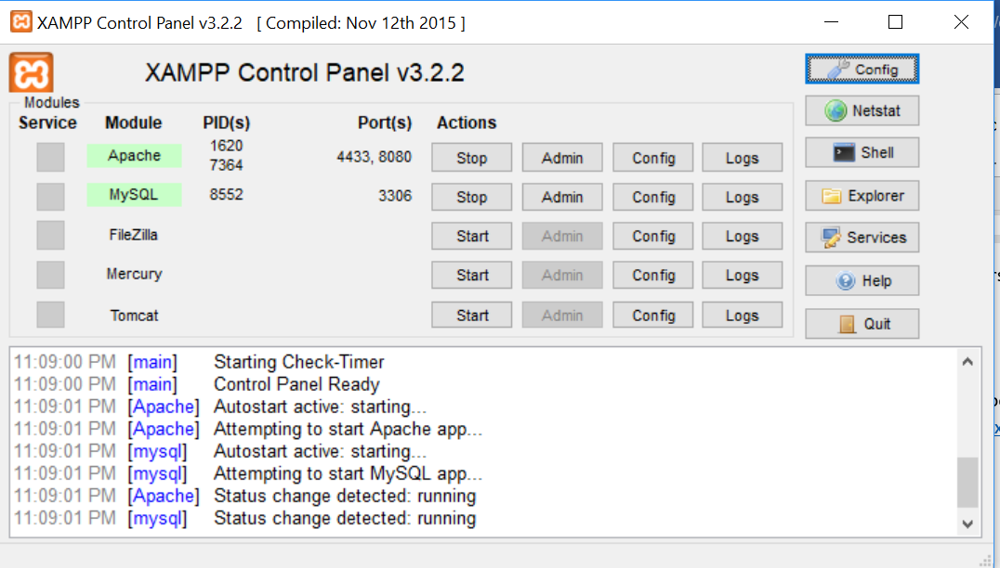 XAMPP Control Panel v3.2.2 [ Compiled: Nov 12th 2015 ]
XAMPP Control Panel v3.2.2
Config
Modules
Service Module PID(s) Port(s) Actions
Netstat
Apache 1620 7364 4433, 8080 Stop Admin Config Logs
Shell
MySQL 8552 3306 Stop Admin Config Logs
Explorer
FileZilla Start Admin Config Logs
Services
Mercury Start Admin Config Logs
Help
Tomcat Start Admin Config Logs
Quit
11:09:00 PM [main] Starting Check-Timer
11:09:00 PM [main] Control Panel Ready
11:09:01 PM [Apache] Autostart active: starting...
11:09:01 PM [Apache] Attempting to start Apache app...
11:09:01 PM [mysql] Autostart active: starting...
11:09:01 PM [mysql] Attempting to start MySQL app...
11:09:01 PM [Apache] Status change detected: running
11:09:01 PM [mysql] Status change detected: running